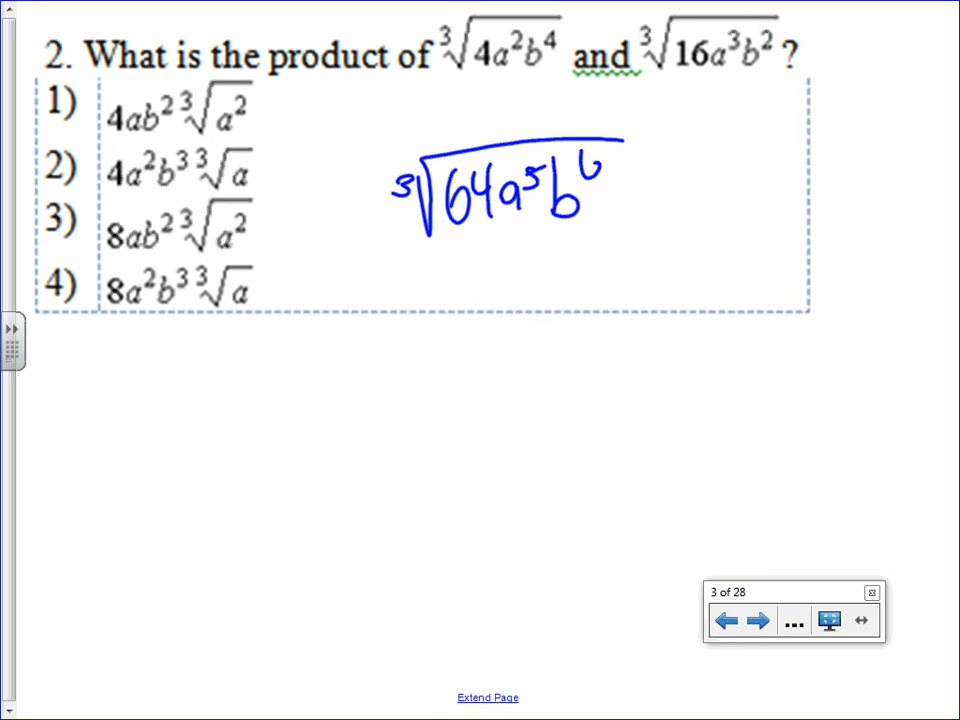 2. What is the product of ∛(4a²b⁴) and ∛(16a³b²) ?
1) 4ab² ∛(a²)
2) 4a²b³ ∛a
3) 8ab² ∛(a²)
4) 8a²b³ ∛a
∛(64a⁵b⁶)
3 of 28
...
Extend Page